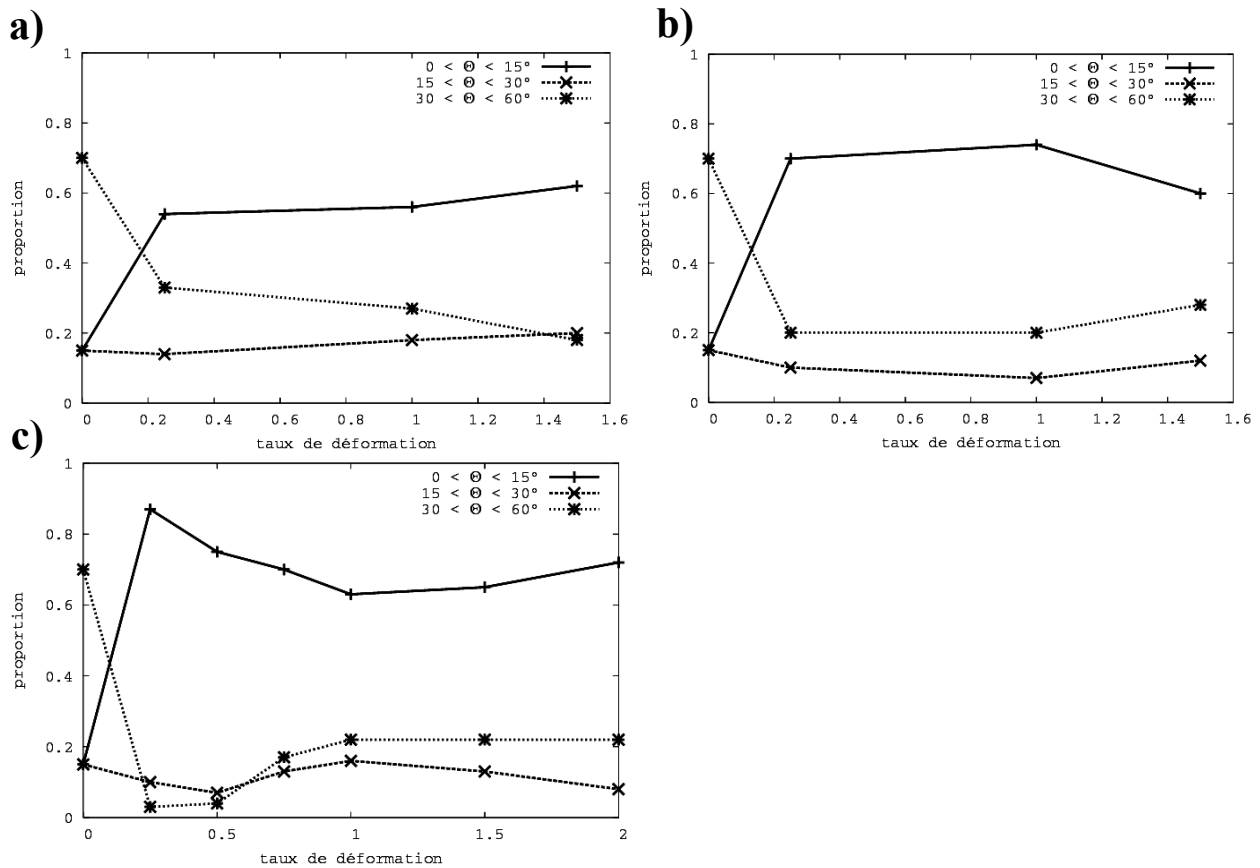 a)
1
0.8
0.6
0.4
0.2
0
proportion
0 < Θ < 15°
15 < Θ < 30°
30 < Θ < 60°
0 0.2 0.4 0.6 0.8 1 1.2 1.4 1.6
taux de déformation
b)
1
0.8
0.6
0.4
0.2
0
proportion
0 < Θ < 15°
15 < Θ < 30°
30 < Θ < 60°
0 0.2 0.4 0.6 0.8 1 1.2 1.4 1.6
taux de déformation
c)
1
0.8
0.6
0.4
0.2
0
proportion
0 < Θ < 15°
15 < Θ < 30°
30 < Θ < 60°
0 0.5 1 1.5 2
taux de déformation